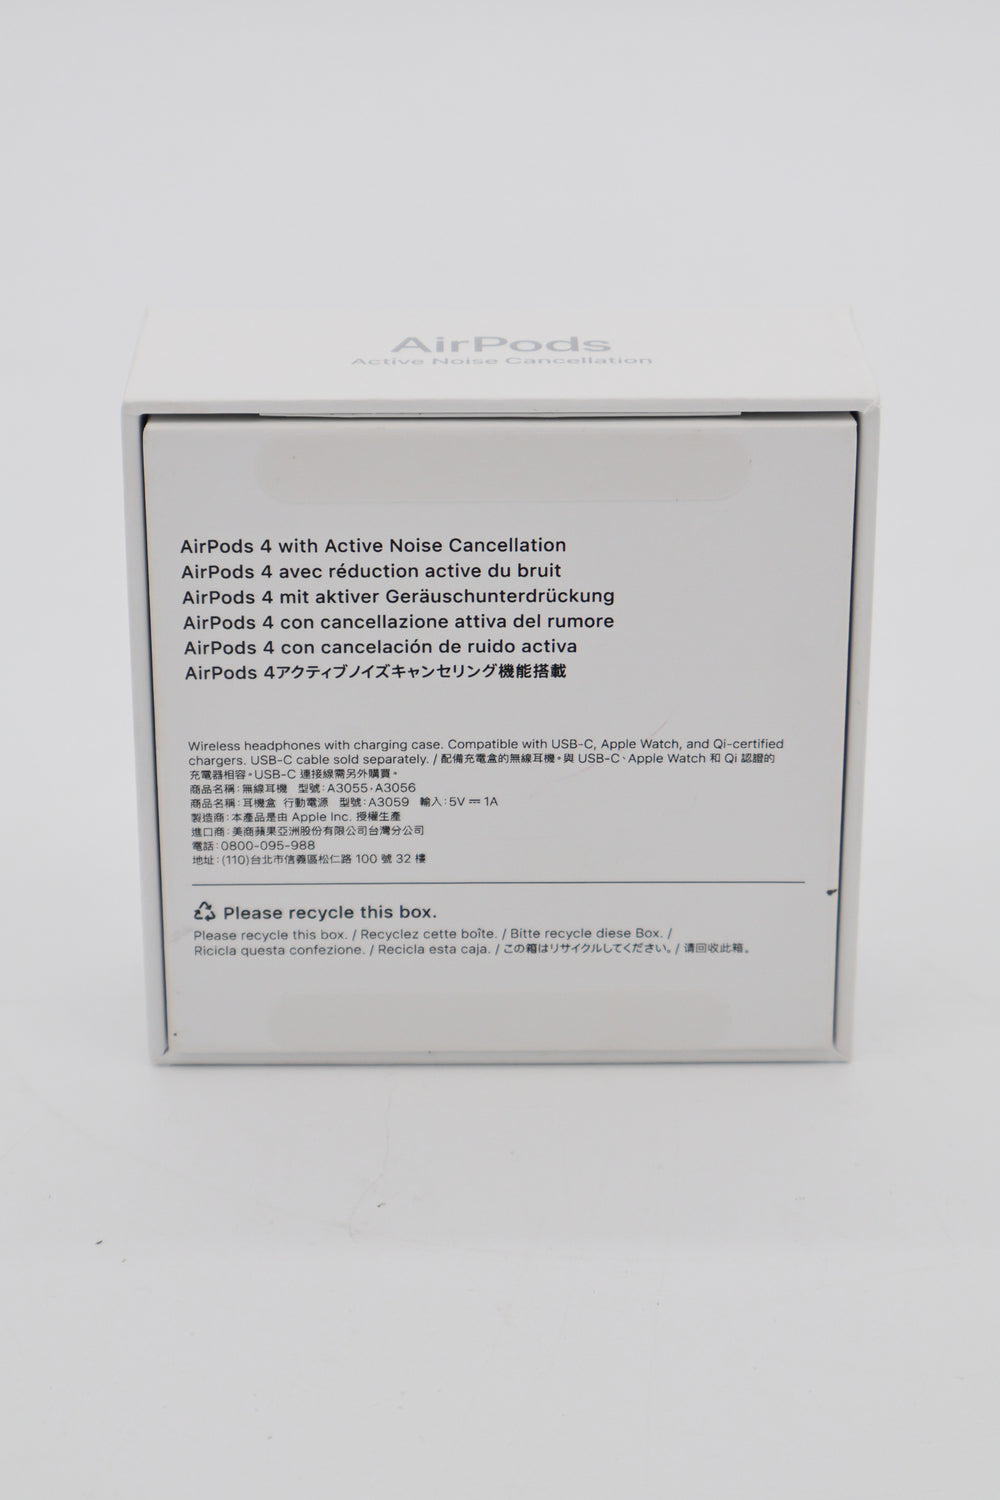 AirPods
Active Noise Cancellation
AirPods 4 with Active Noise Cancellation
AirPods 4 avec réduction active du bruit
AirPods 4 mit aktiver Geräuschunterdrückung
AirPods 4 con cancellazione attiva del rumore
AirPods 4 con cancelación de ruido activa
AirPods 4アクティブノイズキャンセリング機能搭載
Wireless headphones with charging case. Compatible with USB-C, Apple Watch, and Qi-certified
chargers. USB-C cable sold separately. / 配備充電盒的無線耳機。與 USB-C、Apple Watch 和 Qi 認證的
充電器相容。USB-C 連接線需另外購買。
商品名稱：無線耳機 型號：A3055、A3056
商品名稱：耳機盒 行動電源 型號：A3059 輸入：5V ⎓ 1A
製造商：本產品是由 Apple Inc. 授權生產
進口商：美商蘋果亞洲股份有限公司台灣分公司
電話：0800-095-988
地址：(110)台北市信義區松仁路 100 號 32 樓
Please recycle this box.
Please recycle this box. / Recyclez cette boîte. / Bitte recycle diese Box. /
Ricicla questa confezione. / Recicla esta caja. / この箱はリサイクルしてください。/ 请回收此箱。